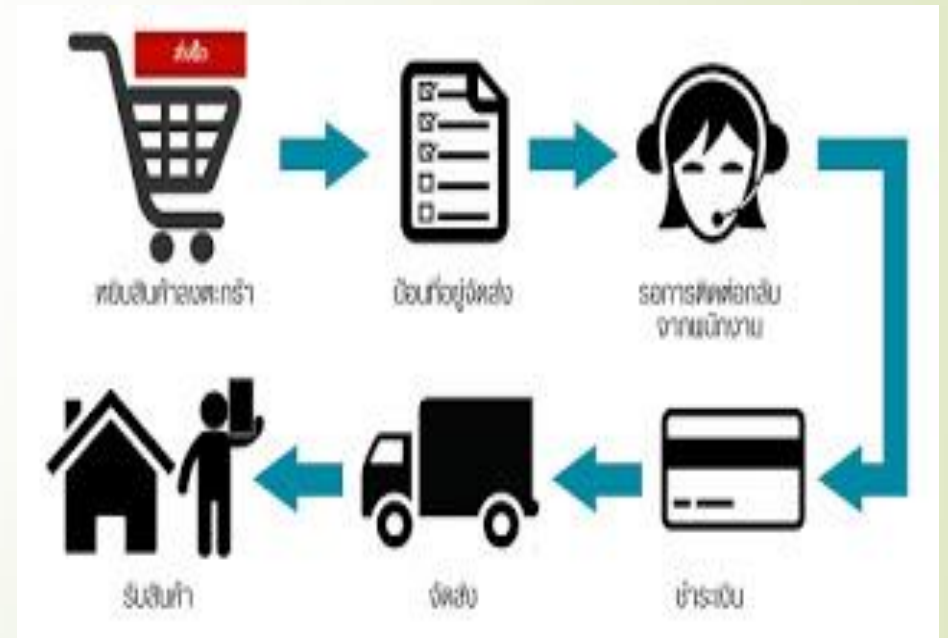 สั่งซื้อ
หยิบสินค้าลงตะกร้า
ป้อนที่อยู่จัดส่ง
รอการติดต่อกลับ
จากพนักงาน
ชำระเงิน
จัดส่ง
รับสินค้า